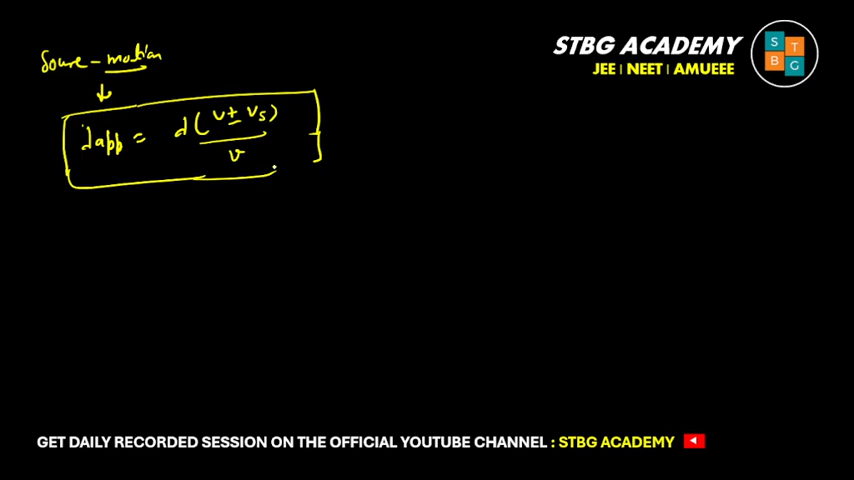 Source - motion
λapp = λ(v ± vs)
v
STBG ACADEMY
JEE | NEET | AMUEEE
S T
B G
GET DAILY RECORDED SESSION ON THE OFFICIAL YOUTUBE CHANNEL : STBG ACADEMY